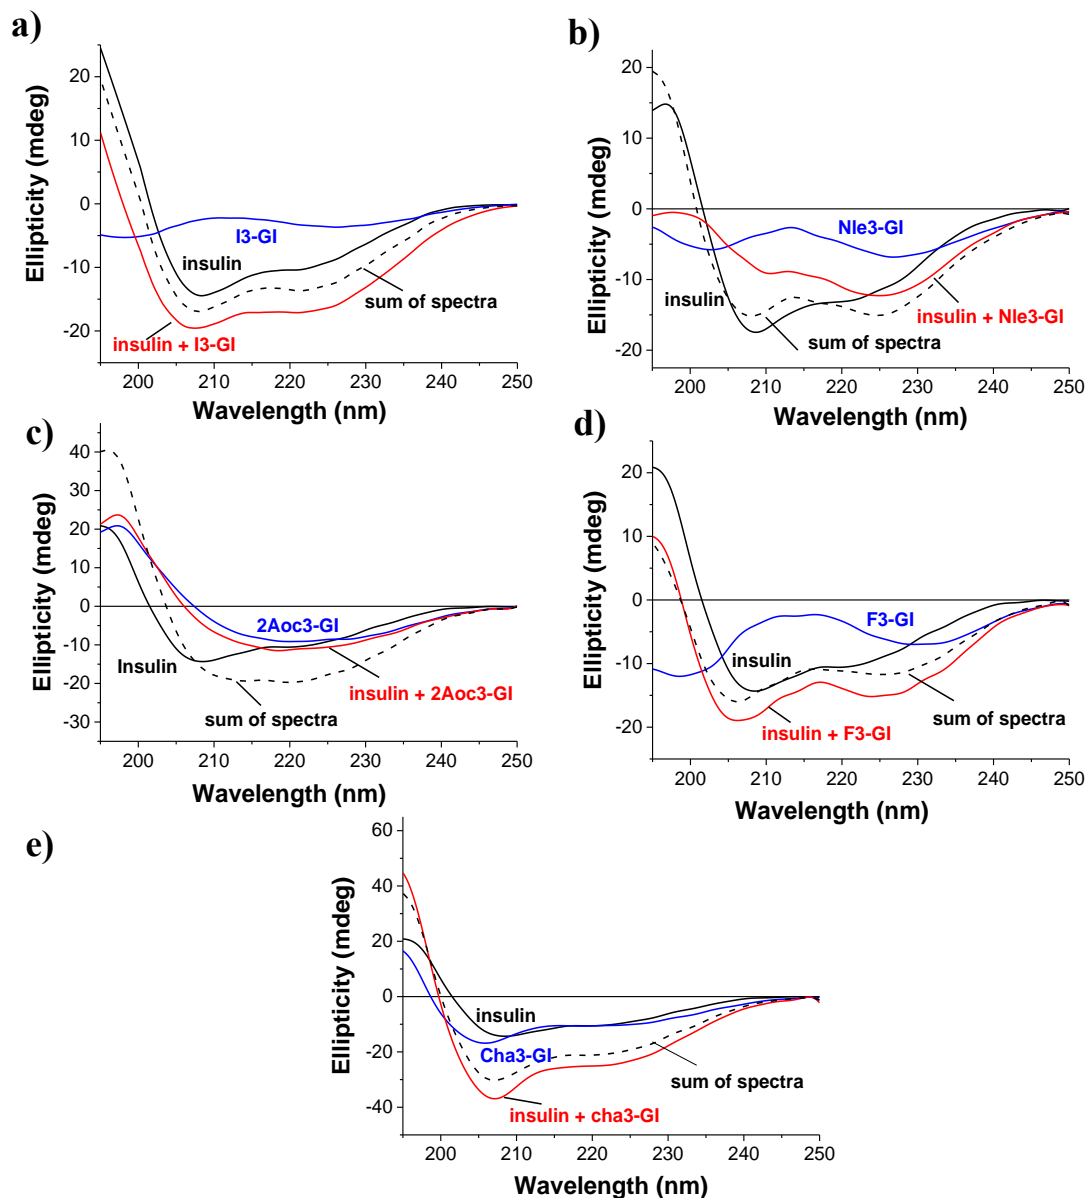 a)
Ellipticity (mdeg)
20
10
0
-10
-20
I3-GI
insulin
sum of spectra
insulin + I3-GI
200 210 220 230 240 250
Wavelength (nm)
b)
Ellipticity (mdeg)
20
10
0
-10
-20
Nle3-GI
insulin
insulin + Nle3-GI
sum of spectra
200 210 220 230 240 250
Wavelength (nm)
c)
Ellipticity (mdeg)
40
30
20
10
0
-10
-20
-30
2Aoc3-GI
Insulin
insulin + 2Aoc3-GI
sum of spectra
200 210 220 230 240 250
Wavelength (nm)
d)
Ellipticity (mdeg)
20
10
0
-10
-20
F3-GI
insulin
sum of spectra
insulin + F3-GI
200 210 220 230 240 250
Wavelength (nm)
e)
Ellipticity (mdeg)
60
40
20
0
-20
-40
insulin
Cha3-GI
sum of spectra
insulin + cha3-GI
200 210 220 230 240 250
Wavelength (nm)